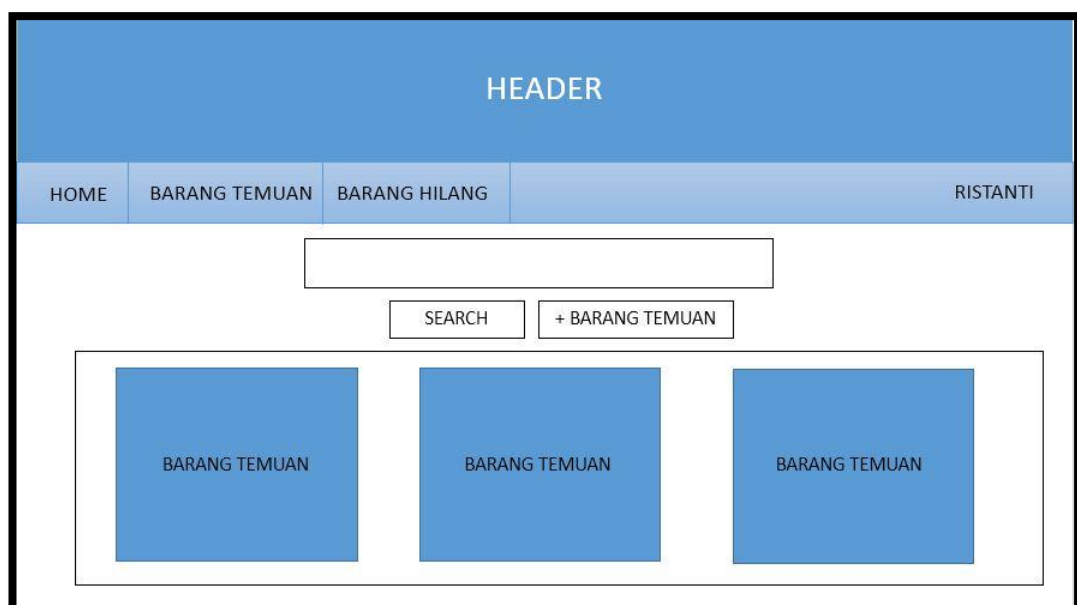 HEADER
HOME BARANG TEMUAN BARANG HILANG RISTANTI
SEARCH + BARANG TEMUAN
BARANG TEMUAN BARANG TEMUAN BARANG TEMUAN